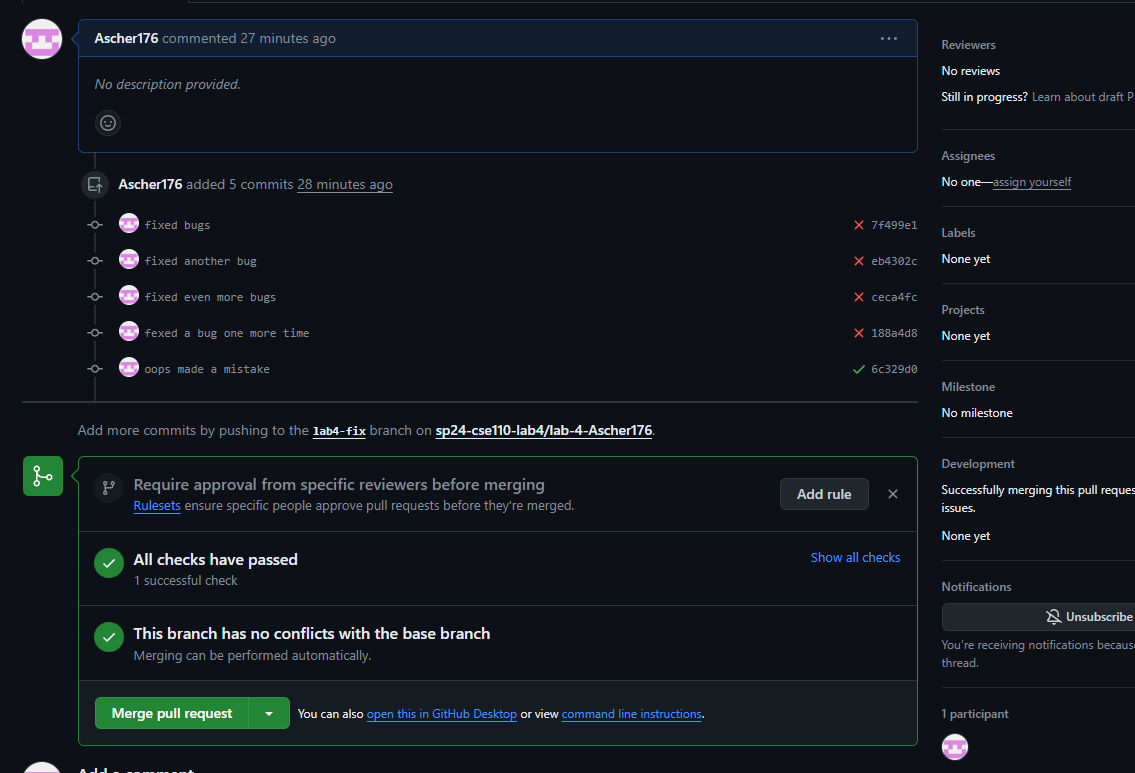 Ascher176 commented 27 minutes ago
No description provided.
Ascher176 added 5 commits 28 minutes ago
fixed bugs 7f499e1
fixed another bug eb4302c
fixed even more bugs ceca4fc
fexed a bug one more time 188a4d8
oops made a mistake 6c329d0
Add more commits by pushing to the lab4-fix branch on sp24-cse110-lab4/lab-4-Ascher176.
Require approval from specific reviewers before merging
Rulesets ensure specific people approve pull requests before they're merged.
Add rule
All checks have passed
1 successful check
Show all checks
This branch has no conflicts with the base branch
Merging can be performed automatically.
Merge pull request
You can also open this in GitHub Desktop or view command line instructions.
Add a comment
Reviewers
No reviews
Still in progress? Learn about draft P
Assignees
No one—assign yourself
Labels
None yet
Projects
None yet
Milestone
No milestone
Development
Successfully merging this pull reques
issues.
None yet
Notifications
Unsubscribe
You're receiving notifications becaus
thread.
1 participant